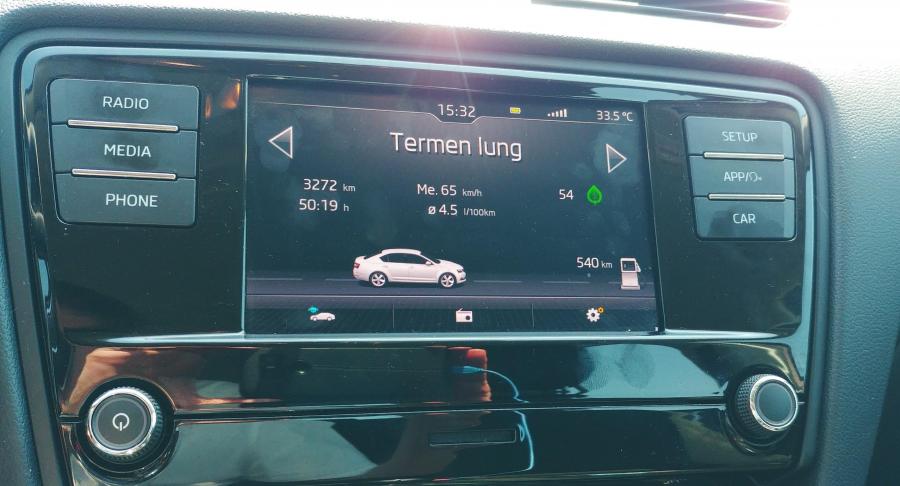 RADIO
MEDIA
PHONE
15:32 33.5 °C
Termen lung
3272 km Me. 65 km/h 54
50:19 h ø 4.5 l/100km
540 km
SETUP
APP/
CAR